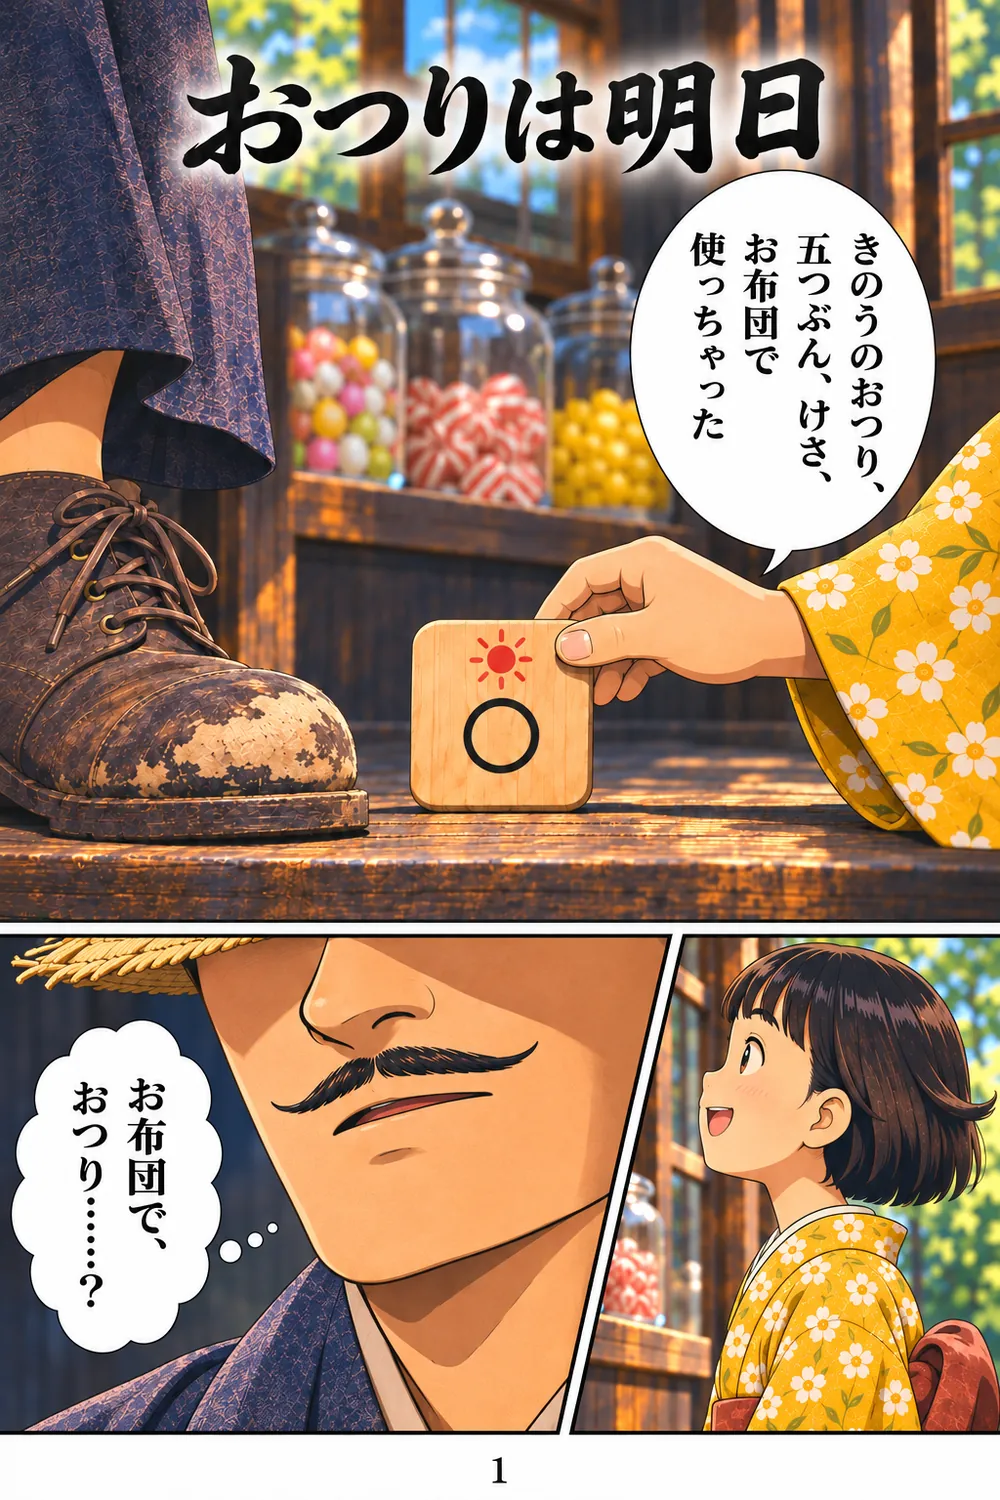 おつりは明日
きのうのおつり、
五つぶん、けさ、
お布団で
使っちゃった
お布団で、
おつり………？
1